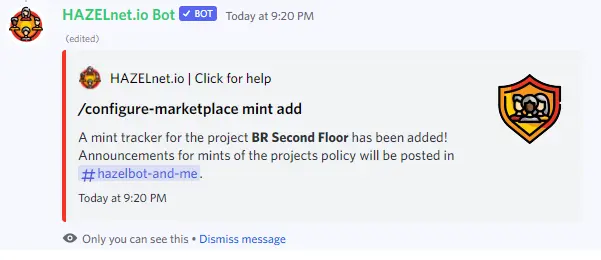 HAZELnet.io Bot ✓ BOT Today at 9:20 PM
(edited)
HAZELnet.io | Click for help
/configure-marketplace mint add
A mint tracker for the project BR Second Floor has been added!
Announcements for mints of the projects policy will be posted in
#hazelbot-and-me.
Today at 9:20 PM
Only you can see this • Dismiss message